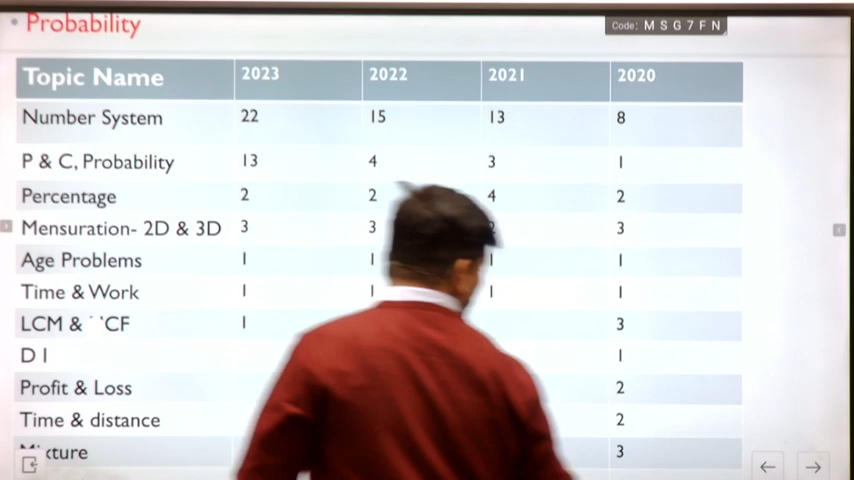 • Probability
Code: M S G 7 F N
Topic Name 2023 2022 2021 2020
Number System 22 15 13 8
P & C, Probability 13 4 3 1
Percentage 2 2 4 2
Mensuration- 2D & 3D 3 3 3
Age Problems 1 1 1 1
Time & Work 1 1 1 1
LCM & 1 3
D I 1
Profit & Loss 2
Time & distance 2
3